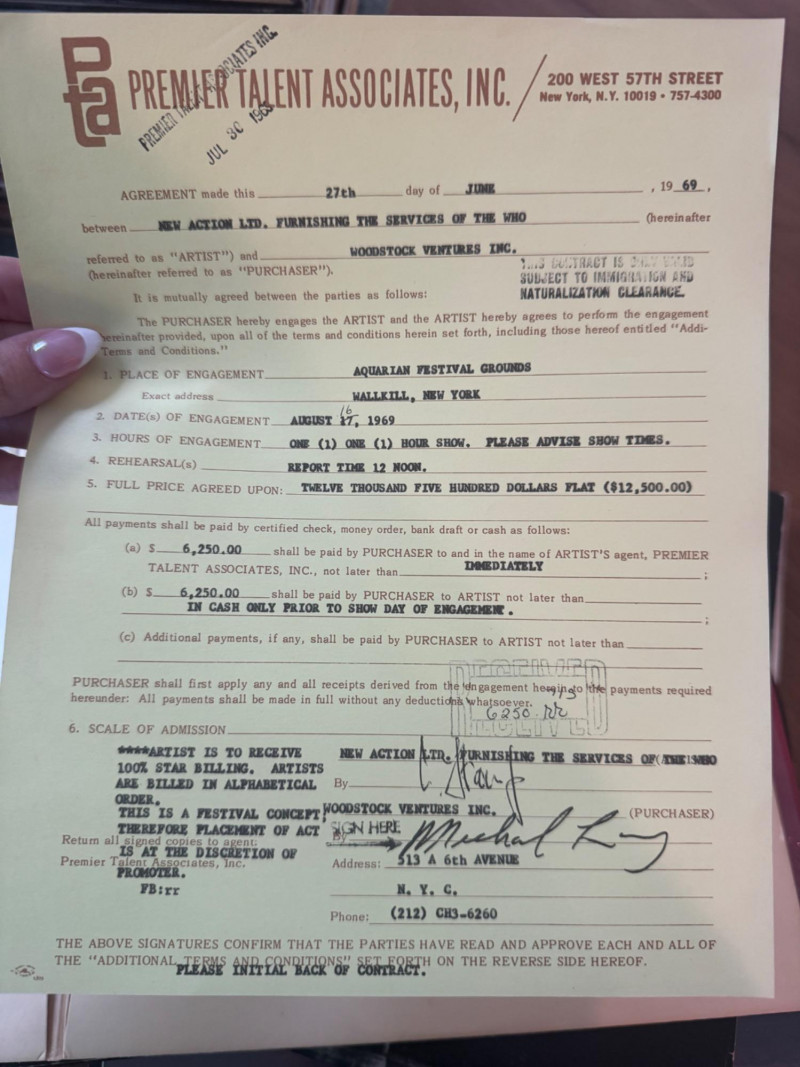 pta
PREMIER TALENT ASSOCIATES, INC.
200 WEST 57TH STREET
New York, N.Y. 10019 • 757-4300
PREMIER TALENT ASSOCIATES INC.
JUL 30 1969
AGREEMENT made this 27th day of JUNE , 19 69 ,
between NEW ACTION LTD. FURNISHING THE SERVICES OF THE WHO (hereinafter
referred to as "ARTIST") and WOODSTOCK VENTURES INC.
(hereinafter referred to as "PURCHASER").
THIS CONTRACT IS ONLY VALID
SUBJECT TO IMMIGRATION AND
NATURALIZATION CLEARANCE.
It is mutually agreed between the parties as follows:
The PURCHASER hereby engages the ARTIST and the ARTIST hereby agrees to perform the engagement
hereinafter provided, upon all of the terms and conditions herein set forth, including those hereof entitled "Addi-
Terms and Conditions."
1. PLACE OF ENGAGEMENT AQUARIAN FESTIVAL GROUNDS
Exact address WALLKILL, NEW YORK
16
2. DATE(s) OF ENGAGEMENT AUGUST 17, 1969
3. HOURS OF ENGAGEMENT ONE (1) ONE (1) HOUR SHOW. PLEASE ADVISE SHOW TIMES.
4. REHEARSAL(s) REPORT TIME 12 NOON.
5. FULL PRICE AGREED UPON: TWELVE THOUSAND FIVE HUNDRED DOLLARS FLAT ($12,500.00)
All payments shall be paid by certified check, money order, bank draft or cash as follows:
(a) $ 6,250.00 shall be paid by PURCHASER to and in the name of ARTIST'S agent, PREMIER
TALENT ASSOCIATES, INC., not later than IMMEDIATELY ;
(b) $ 6,250.00 shall be paid by PURCHASER to ARTIST not later than
IN CASH ONLY PRIOR TO SHOW DAY OF ENGAGEMENT. ;
(c) Additional payments, if any, shall be paid by PURCHASER to ARTIST not later than
PURCHASER shall first apply any and all receipts derived from the engagement herein to the payments required
hereunder: All payments shall be made in full without any deductions whatsoever.
RECEIVED
6250
RECEIVED
6. SCALE OF ADMISSION
****ARTIST IS TO RECEIVE
100% STAR BILLING. ARTISTS
ARE BILLED IN ALPHABETICAL
ORDER.
THIS IS A FESTIVAL CONCEPT,
THEREFORE PLACEMENT OF ACT
IS AT THE DISCRETION OF
PROMOTER.
FB:rr
Return all signed copies to agent:
Premier Talent Associates, Inc.
NEW ACTION LTD. FURNISHING THE SERVICES OF THE WHO
By
WOODSTOCK VENTURES INC. (PURCHASER)
SIGN HERE
By Michael Lang
Address: 513 A 6th AVENUE
N. Y. C.
Phone: (212) CH3-6260
THE ABOVE SIGNATURES CONFIRM THAT THE PARTIES HAVE READ AND APPROVE EACH AND ALL OF
THE "ADDITIONAL TERMS AND CONDITIONS" SET FORTH ON THE REVERSE SIDE HEREOF.
PLEASE INITIAL BACK OF CONTRACT.